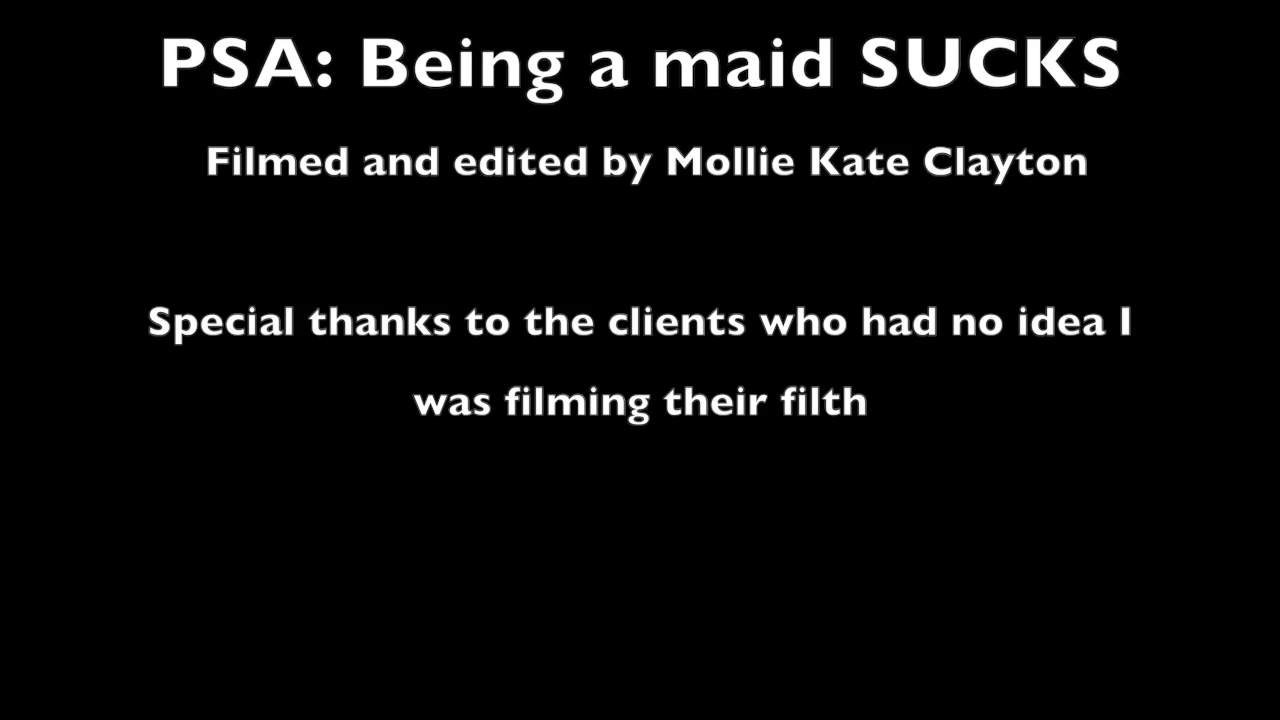 PSA: Being a maid SUCKS
Filmed and edited by Mollie Kate Clayton
Special thanks to the clients who had no idea I
was filming their filth